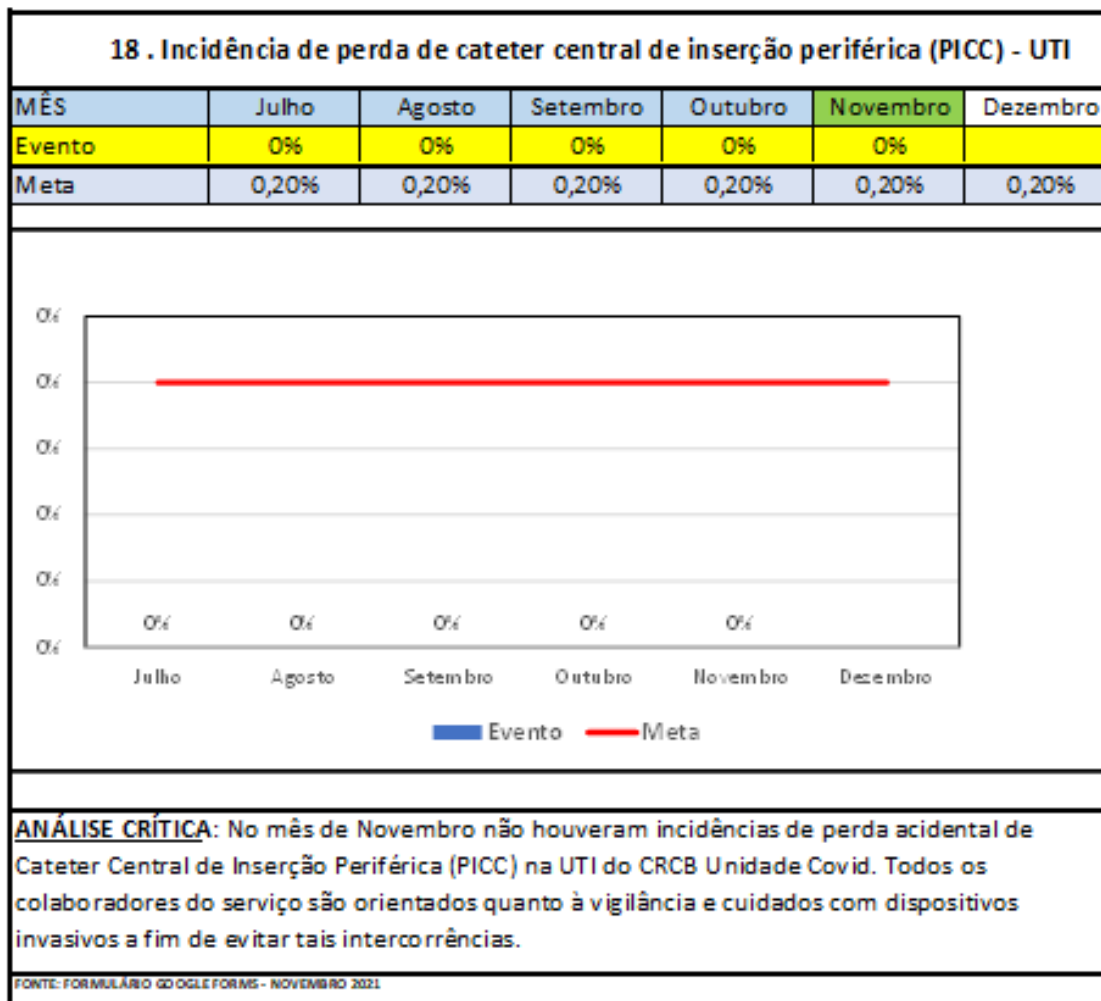 18 . Incidência de perda de cateter central de inserção periférica (PICC) - UTI
MÊS Julho Agosto Setembro Outubro Novembro Dezembro
Evento 0% 0% 0% 0% 0%
Meta 0,20% 0,20% 0,20% 0,20% 0,20% 0,20%
0%
0%
0%
0%
0%
0% 0% 0% 0% 0%
0%
Julho Agosto Setembro Outubro Novembro Dezembro
Evento Meta
ANÁLISE CRÍTICA: No mês de Novembro não houveram incidências de perda acidental de
Cateter Central de Inserção Periférica (PICC) na UTI do CRCB Unidade Covid. Todos os
colaboradores do serviço são orientados quanto à vigilância e cuidados com dispositivos
invasivos a fim de evitar tais intercorrências.
FONTE: FORMULÁRIO GOOGLE FORMS - NOVEMBRO 2021